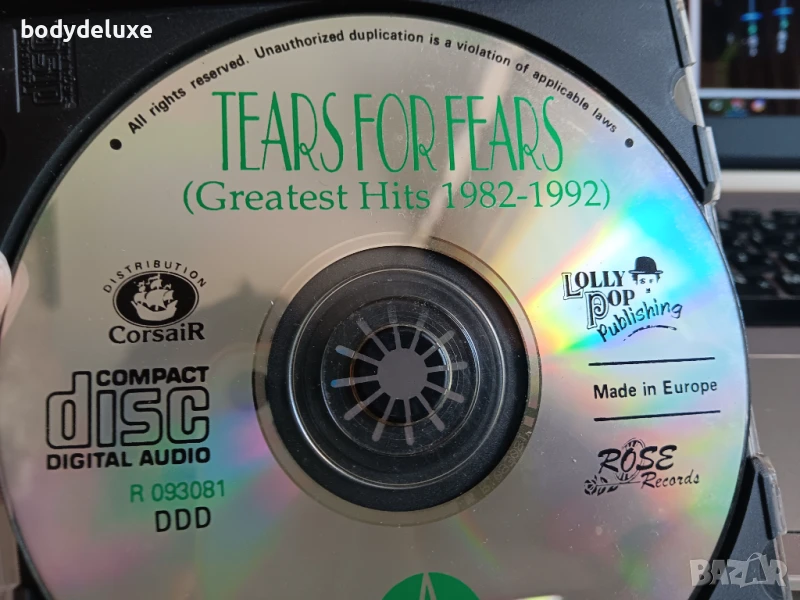 bodydeluxe
All rights reserved. Unauthorized duplication is a violation of applicable laws
TEARS FOR FEARS
(Greatest Hits 1982-1992)
DISTRIBUTION
CorsaiR
LOLLY
POP
Publishing
COMPACT
disc
DIGITAL AUDIO
Made in Europe
R 093081
DDD
ROSE
Records
BAZAR